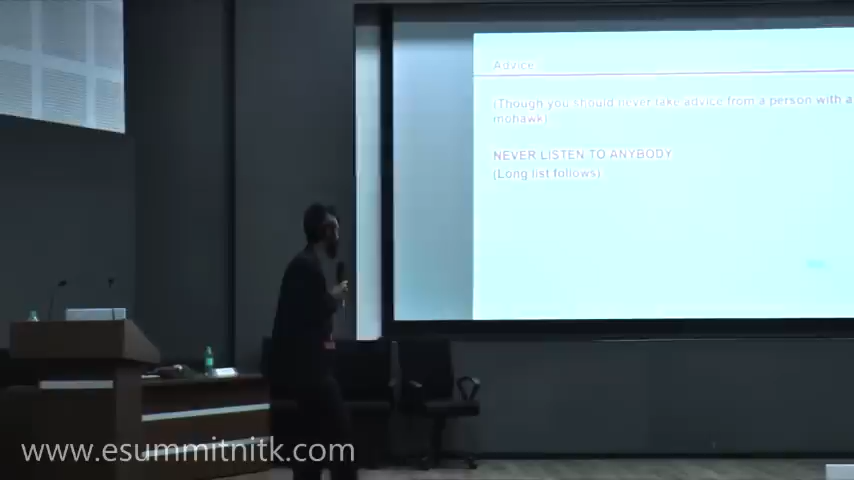 Advice
(Though you should never take advice from a person with a
mohawk)
NEVER LISTEN TO ANYBODY
(Long list follows)
www.esummitnitk.com